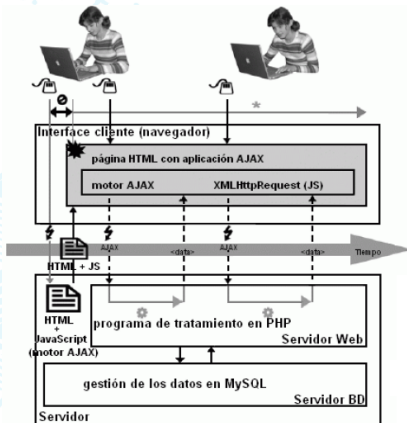 *
Interface cliente (navegador)
página HTML con aplicación AJAX
motor AJAX XMLHttpRequest (JS)
AJAX <data> AJAX <data> Tiempo
HTML + JS
HTML
+
JavaScript
(motor AJAX)
programa de tratamiento en PHP
Servidor Web
gestión de los datos en MySQL
Servidor BD
Servidor